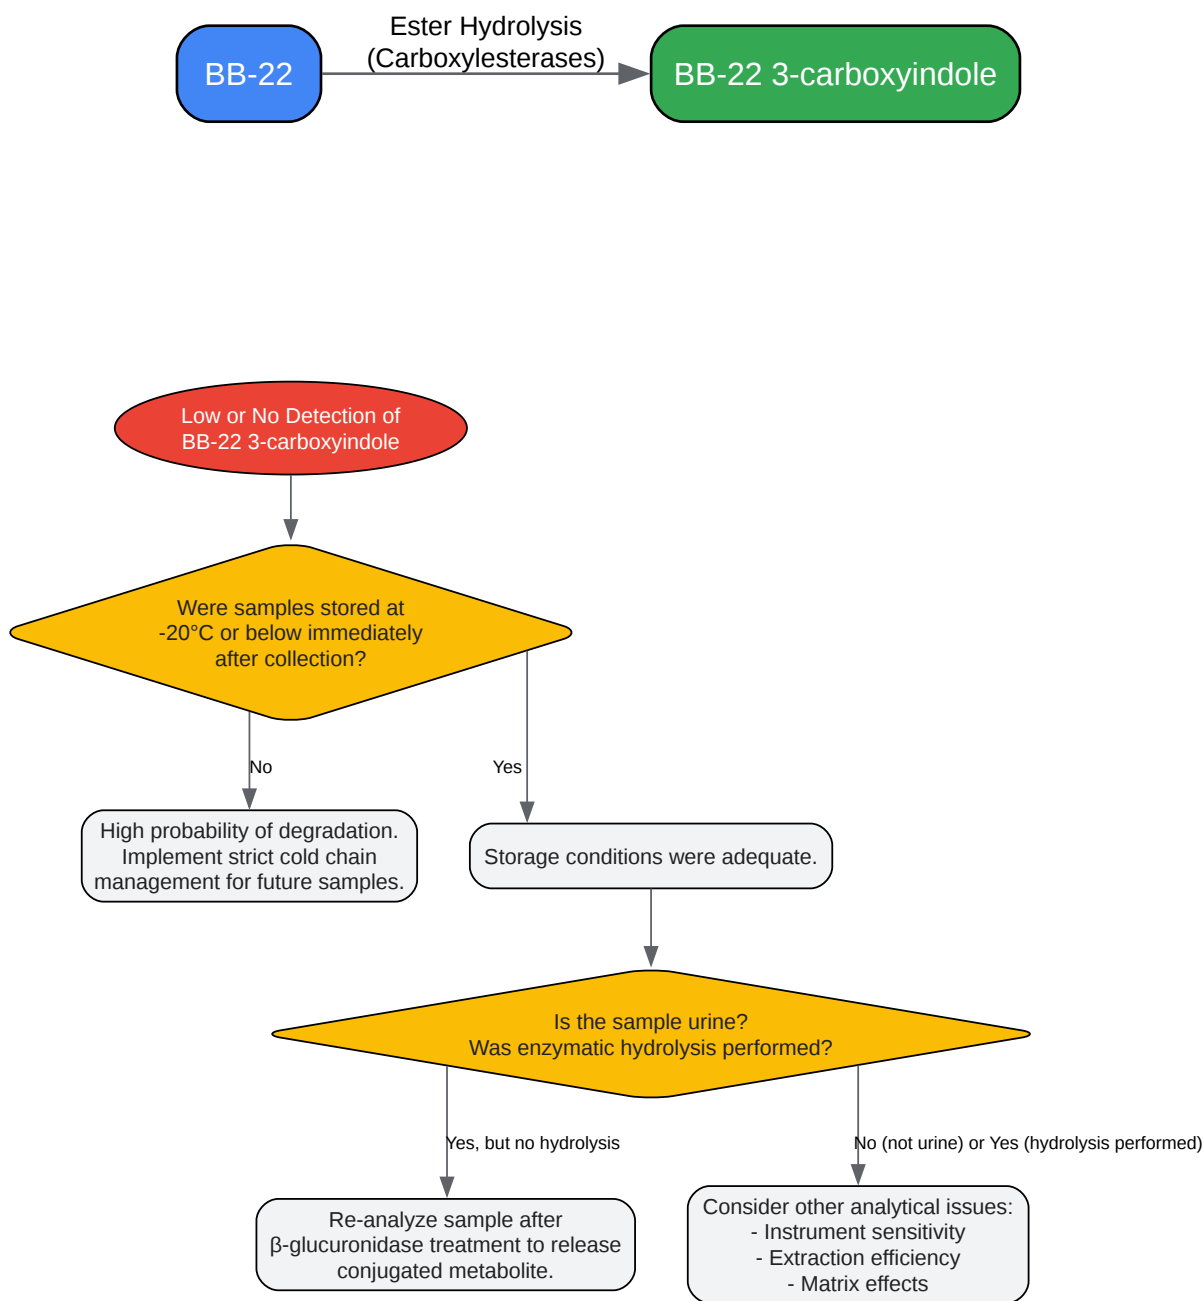 Ester Hydrolysis
(Carboxylesterases)
BB-22
BB-22 3-carboxyindole
Low or No Detection of
BB-22 3-carboxyindole
Were samples stored at
-20°C or below immediately
after collection?
No
Yes
High probability of degradation.
Implement strict cold chain
management for future samples.
Storage conditions were adequate.
Is the sample urine?
Was enzymatic hydrolysis performed?
Yes, but no hydrolysis
No (not urine) or Yes (hydrolysis performed)
Re-analyze sample after
β-glucuronidase treatment to release
conjugated metabolite.
Consider other analytical issues:
- Instrument sensitivity
- Extraction efficiency
- Matrix effects